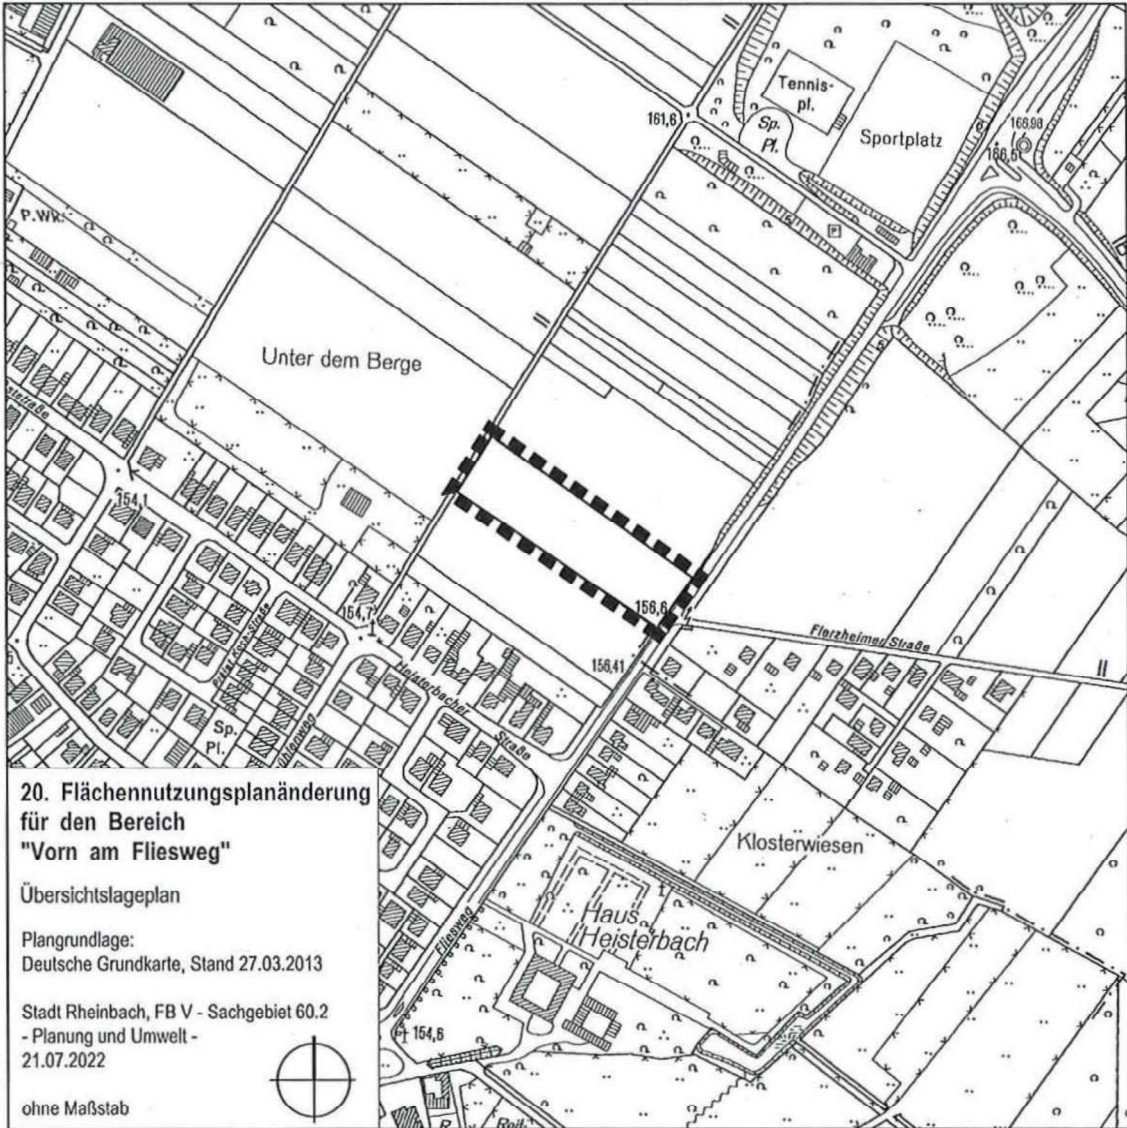 Tennis-
pl.
Sp.
Pl.
Sportplatz
161,6
166,98
166,5
P
P.Wk.
Unter dem Berge
154,1
154,7
156,6
156,41
Flerzheimer Straße
Heisterbacher
Straße
Sp.
Pl.
Klosterwiesen
Haus
Heisterbach
Fliesweg
154,6
20. Flächennutzungsplanänderung
für den Bereich
"Vorn am Fliesweg"
Übersichtslageplan
Plangrundlage:
Deutsche Grundkarte, Stand 27.03.2013
Stadt Rheinbach, FB V - Sachgebiet 60.2
- Planung und Umwelt -
21.07.2022
ohne Maßstab